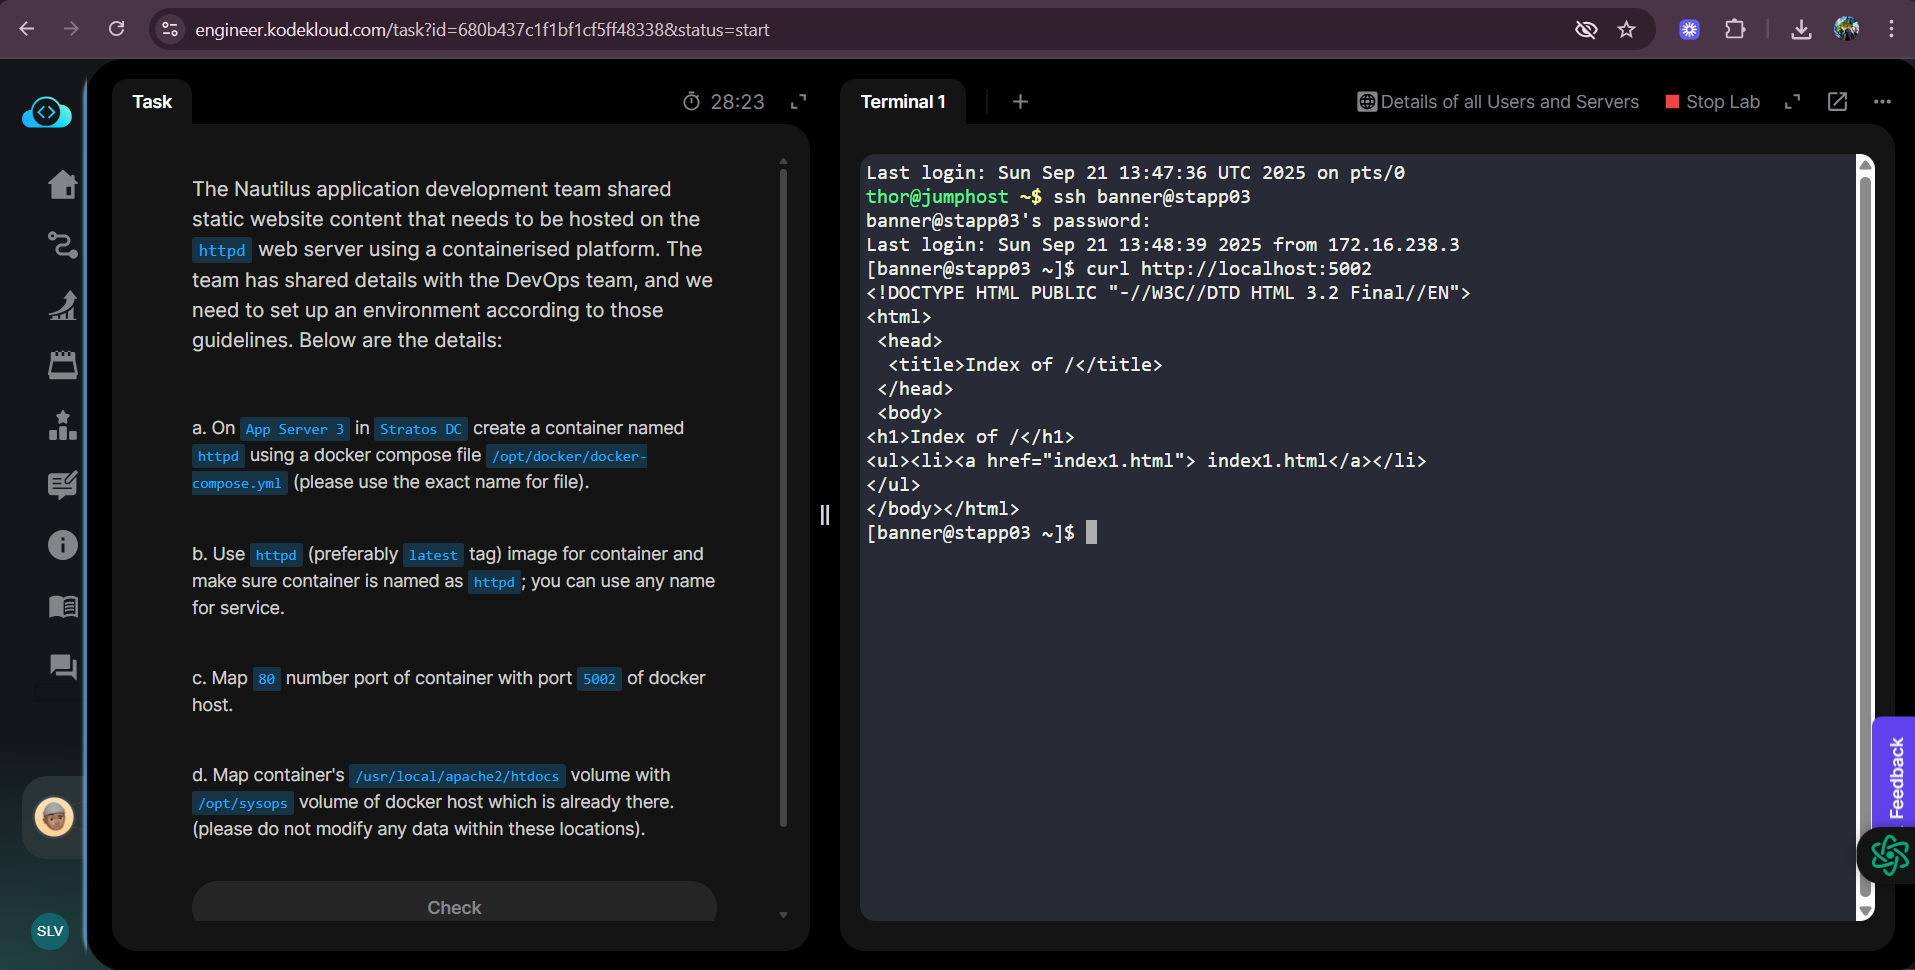 engineer.kodekloud.com/task?id=680b437c1f1bf1cf5ff48338&status=start
Task
28:23
Terminal 1
Details of all Users and Servers
Stop Lab
The Nautilus application development team shared
static website content that needs to be hosted on the
httpd web server using a containerised platform. The
team has shared details with the DevOps team, and we
need to set up an environment according to those
guidelines. Below are the details:
a. On App Server 3 in Stratos DC create a container named
httpd using a docker compose file /opt/docker/docker-
compose.yml (please use the exact name for file).
b. Use httpd (preferably latest tag) image for container and
make sure container is named as httpd; you can use any name
for service.
c. Map 80 number port of container with port 5002 of docker
host.
d. Map container's /usr/local/apache2/htdocs volume with
/opt/sysops volume of docker host which is already there.
(please do not modify any data within these locations).
Check
Last login: Sun Sep 21 13:47:36 UTC 2025 on pts/0
thor@jumphost ~$ ssh banner@stapp03
banner@stapp03's password:
Last login: Sun Sep 21 13:48:39 2025 from 172.16.238.3
[banner@stapp03 ~]$ curl http://localhost:5002
<!DOCTYPE HTML PUBLIC "-//W3C//DTD HTML 3.2 Final//EN">
<html>
 <head>
  <title>Index of /</title>
 </head>
 <body>
<h1>Index of /</h1>
<ul><li><a href="index1.html"> index1.html</a></li>
</ul>
</body></html>
[banner@stapp03 ~]$
Feedback
SLV